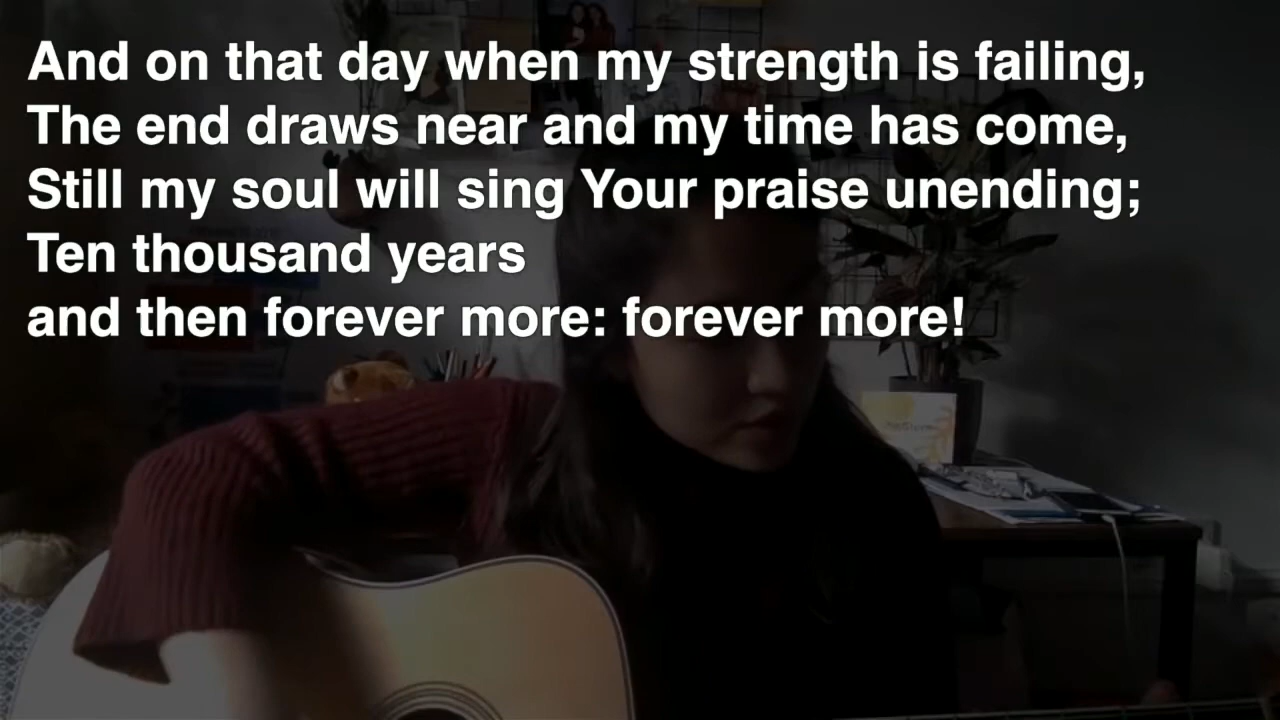 And on that day when my strength is failing,
The end draws near and my time has come,
Still my soul will sing Your praise unending;
Ten thousand years
and then forever more: forever more!